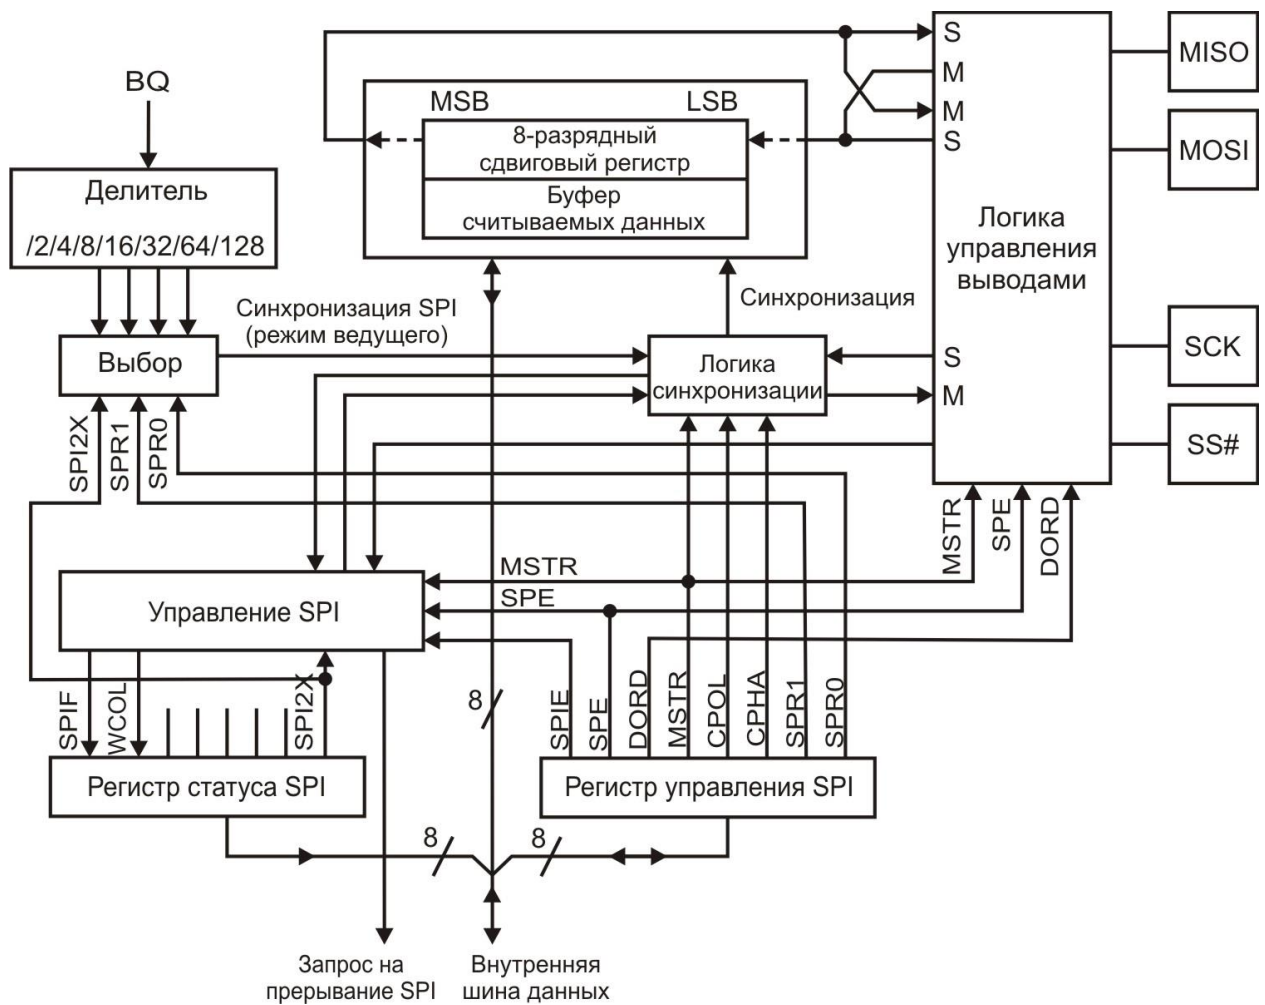 BQ
Делитель
/2/4/8/16/32/64/128
Выбор
SPI2X
SPR1
SPR0
Синхронизация SPI
(режим ведущего)
MSB
LSB
8-разрядный
сдвиговый регистр
Буфер
считываемых данных
Синхронизация
Логика
синхронизации
S
M
M
S
S
M
Логика
управления
выводами
MISO
MOSI
SCK
SS#
MSTR
SPE
DORD
Управление SPI
MSTR
SPE
SPIF
WCOL
SPI2X
8
SPIE
SPE
DORD
MSTR
CPOL
CPHA
SPR1
SPR0
Регистр статуса SPI
Регистр управления SPI
8
8
Запрос на
прерывание SPI
Внутренняя
шина данных